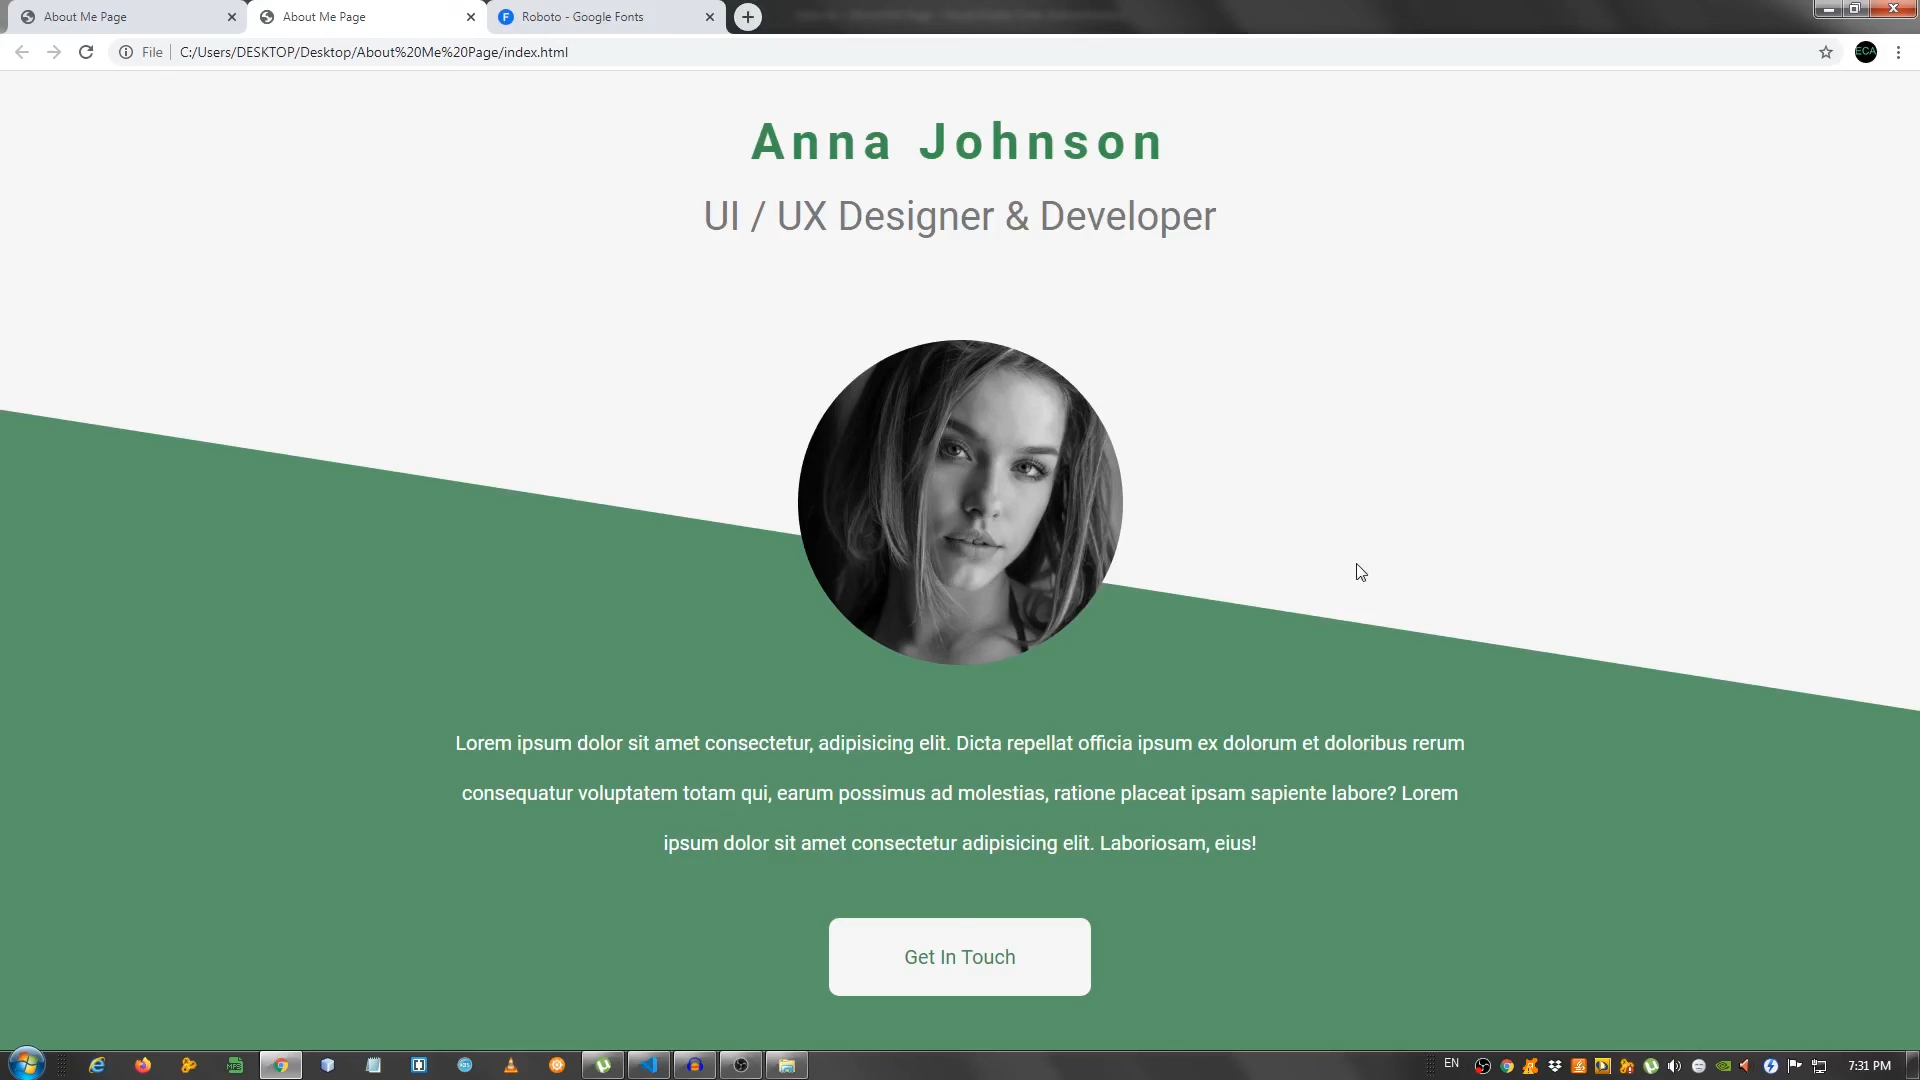 About Me Page
About Me Page
Roboto - Google Fonts
File
C:/Users/DESKTOP/Desktop/About%20Me%20Page/index.html
ECA
Anna Johnson
UI / UX Designer & Developer
Lorem ipsum dolor sit amet consectetur, adipisicing elit. Dicta repellat officia ipsum ex dolorum et doloribus rerum
consequatur voluptatem totam qui, earum possimus ad molestias, ratione placeat ipsam sapiente labore? Lorem
ipsum dolor sit amet consectetur adipisicing elit. Laboriosam, eius!
Get In Touch
EN
7:31 PM